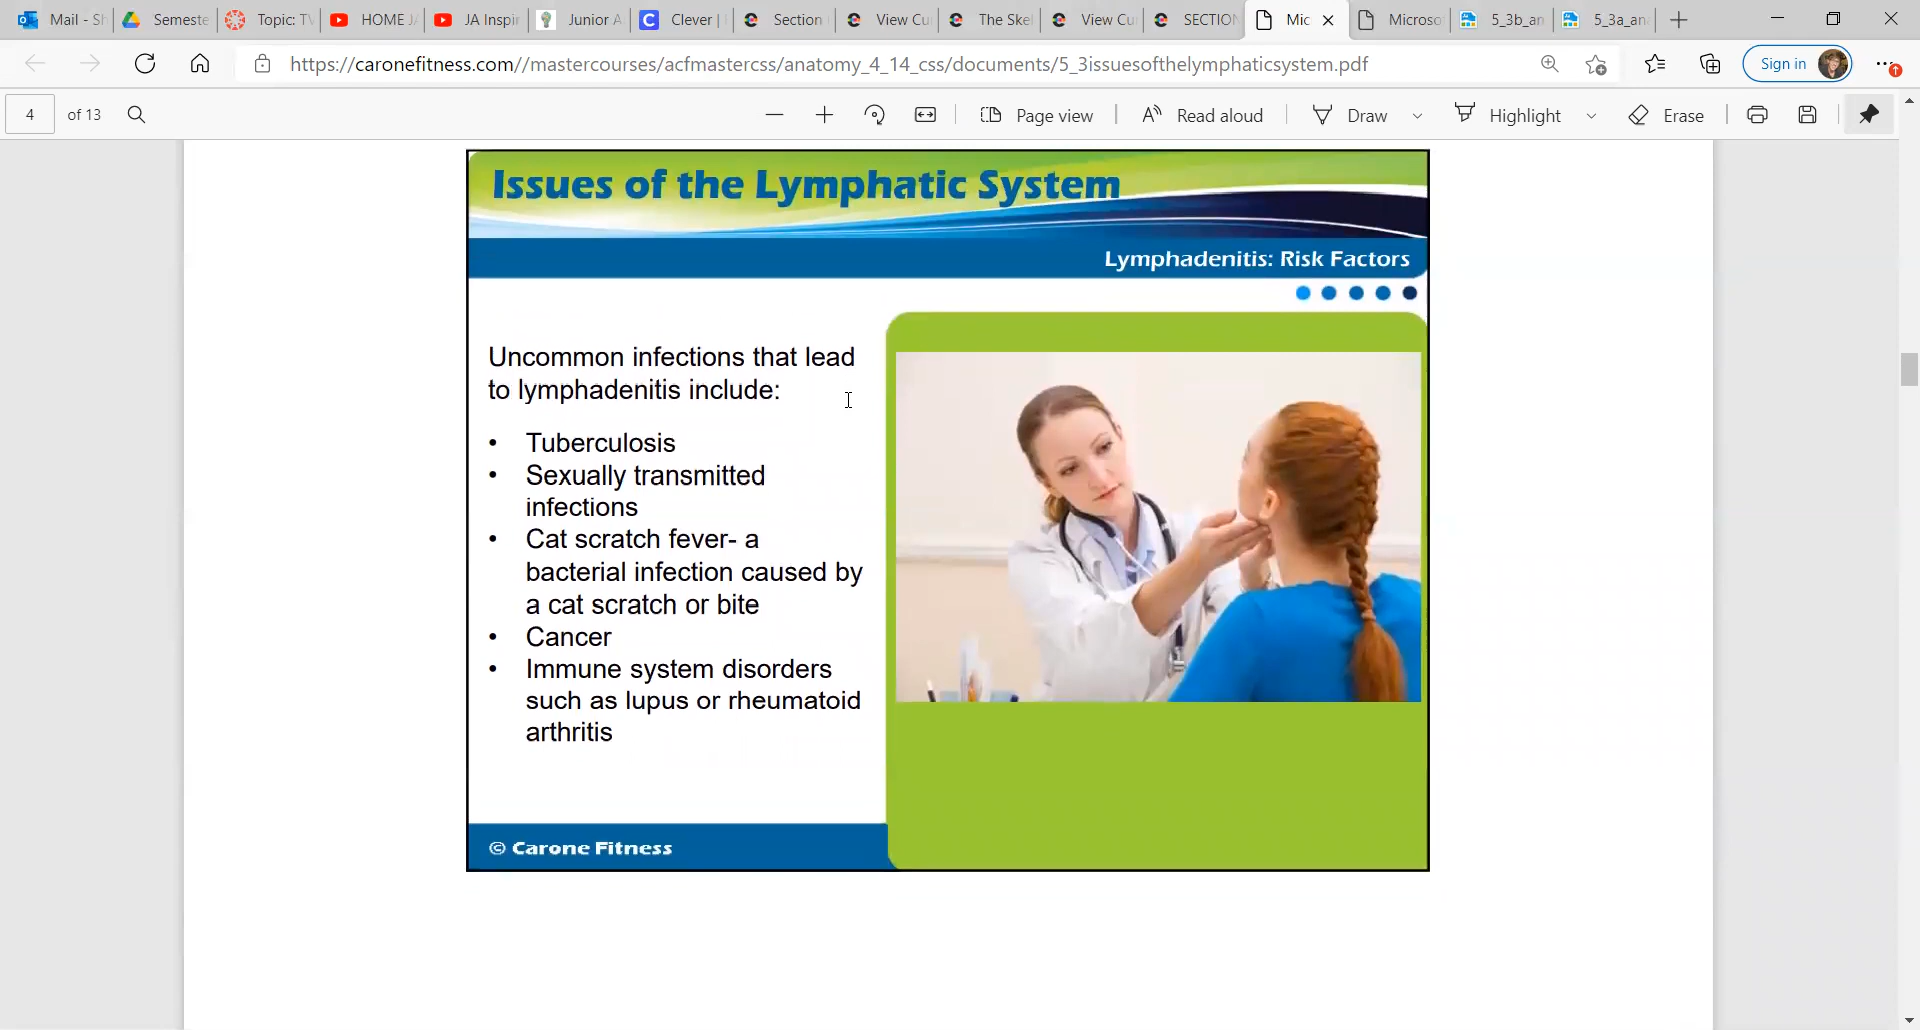 Mail - Sh
Semeste
Topic: TV
HOME JA
JA Inspir
Junior A
Clever |
Section
View Cu
The Skel
View Cu
SECTION
Mic
Microso
5_3b_an
5_3a_an
https://caronefitness.com//mastercourses/acfmastercss/anatomy_4_14_css/documents/5_3issuesofthelymphaticsystem.pdf
Sign in
4 of 13
Page view
Read aloud
Draw
Highlight
Erase
Issues of the Lymphatic System
Lymphadenitis: Risk Factors
Uncommon infections that lead
to lymphadenitis include:
• Tuberculosis
• Sexually transmitted
infections
• Cat scratch fever- a
bacterial infection caused by
a cat scratch or bite
• Cancer
• Immune system disorders
such as lupus or rheumatoid
arthritis
© Carone Fitness